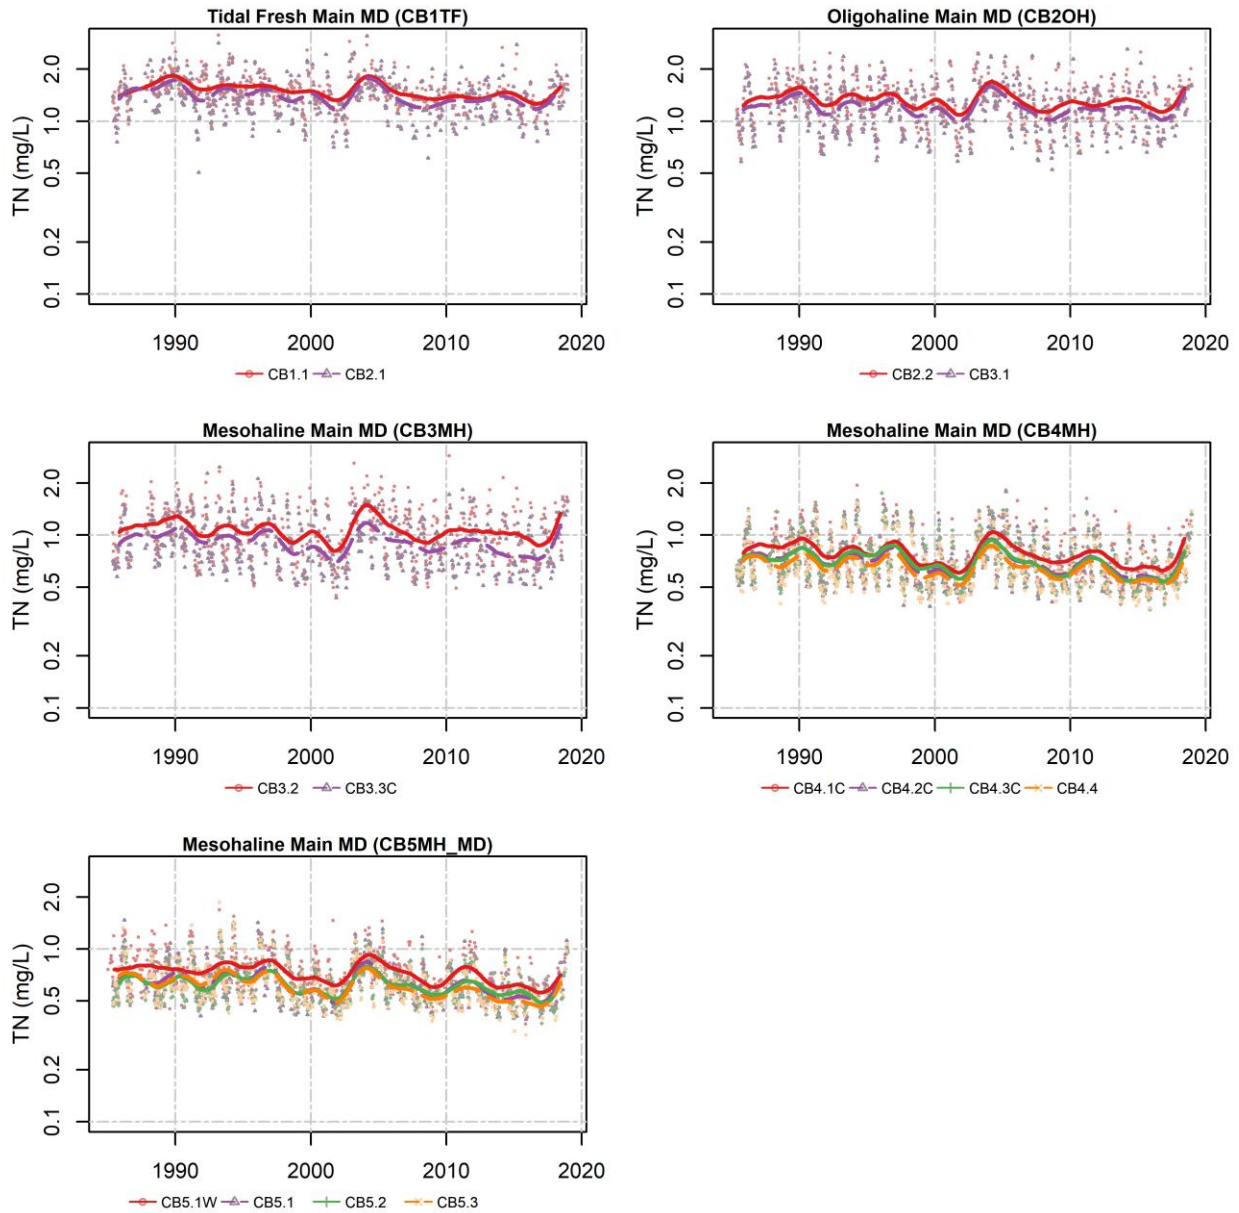 Tidal Fresh Main MD (CB1TF)
TN (mg/L)
2.0
1.0
0.5
0.2
0.1
1990 2000 2010 2020
CB1.1 CB2.1
Oligohaline Main MD (CB2OH)
TN (mg/L)
2.0
1.0
0.5
0.2
0.1
1990 2000 2010 2020
CB2.2 CB3.1
Mesohaline Main MD (CB3MH)
TN (mg/L)
2.0
1.0
0.5
0.2
0.1
1990 2000 2010 2020
CB3.2 CB3.3C
Mesohaline Main MD (CB4MH)
TN (mg/L)
2.0
1.0
0.5
0.2
0.1
1990 2000 2010 2020
CB4.1C CB4.2C CB4.3C CB4.4
Mesohaline Main MD (CB5MH_MD)
TN (mg/L)
2.0
1.0
0.5
0.2
0.1
1990 2000 2010 2020
CB5.1W CB5.1 CB5.2 CB5.3